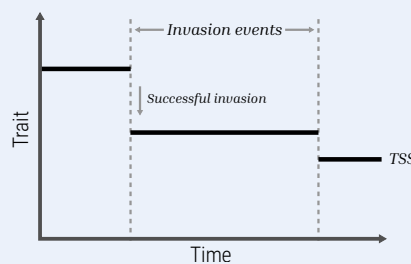 Invasion events
Successful invasion
Trait
TSS
Time